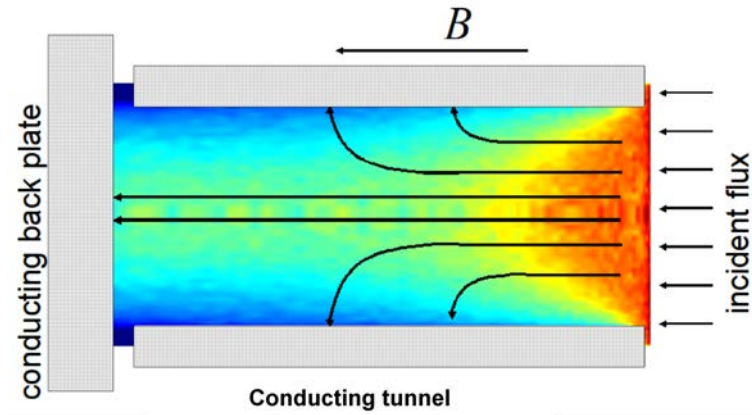 B
conducting back plate
incident flux
Conducting tunnel